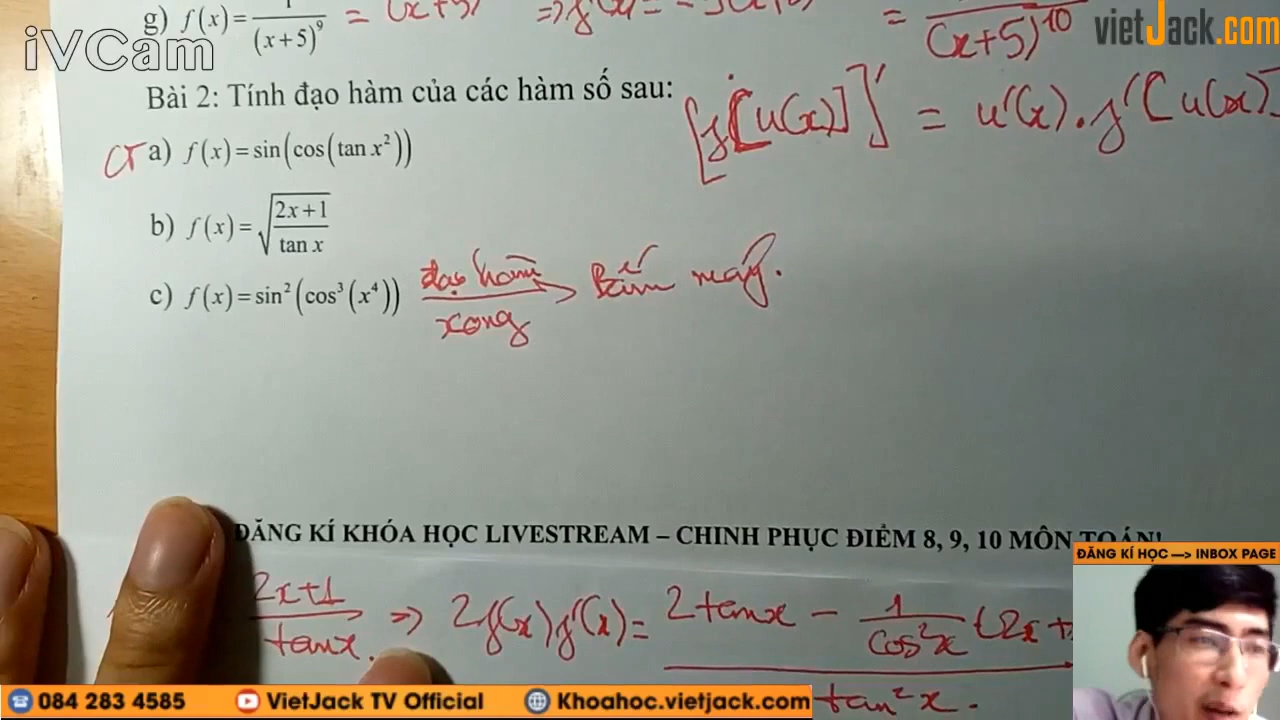 iVCam
vietJack.com
g) f(x)= 1/(x+5)^9 = =
(x+5)^10
Bài 2: Tính đạo hàm của các hàm số sau:
[f[u(x)]]' = u'(x).f'[u(x)]
a) f(x)=sin(cos(tan x²))
b) f(x)=√((2x+1)/(tan x))
c) f(x)=sin²(cos³(x⁴)) đạo hàm xong → Bấm máy.
ĐĂNG KÍ KHÓA HỌC LIVESTREAM – CHINH PHỤC ĐIỂM 8, 9, 10 MÔN TOÁN!
ĐĂNG KÍ HỌC —> INBOX PAGE
(2x+1)/(tanx) => 2f(x)f'(x)= (2tanx - 1/cos²x (2x+
tan²x.
084 283 4585 VietJack TV Official Khoahoc.vietjack.com